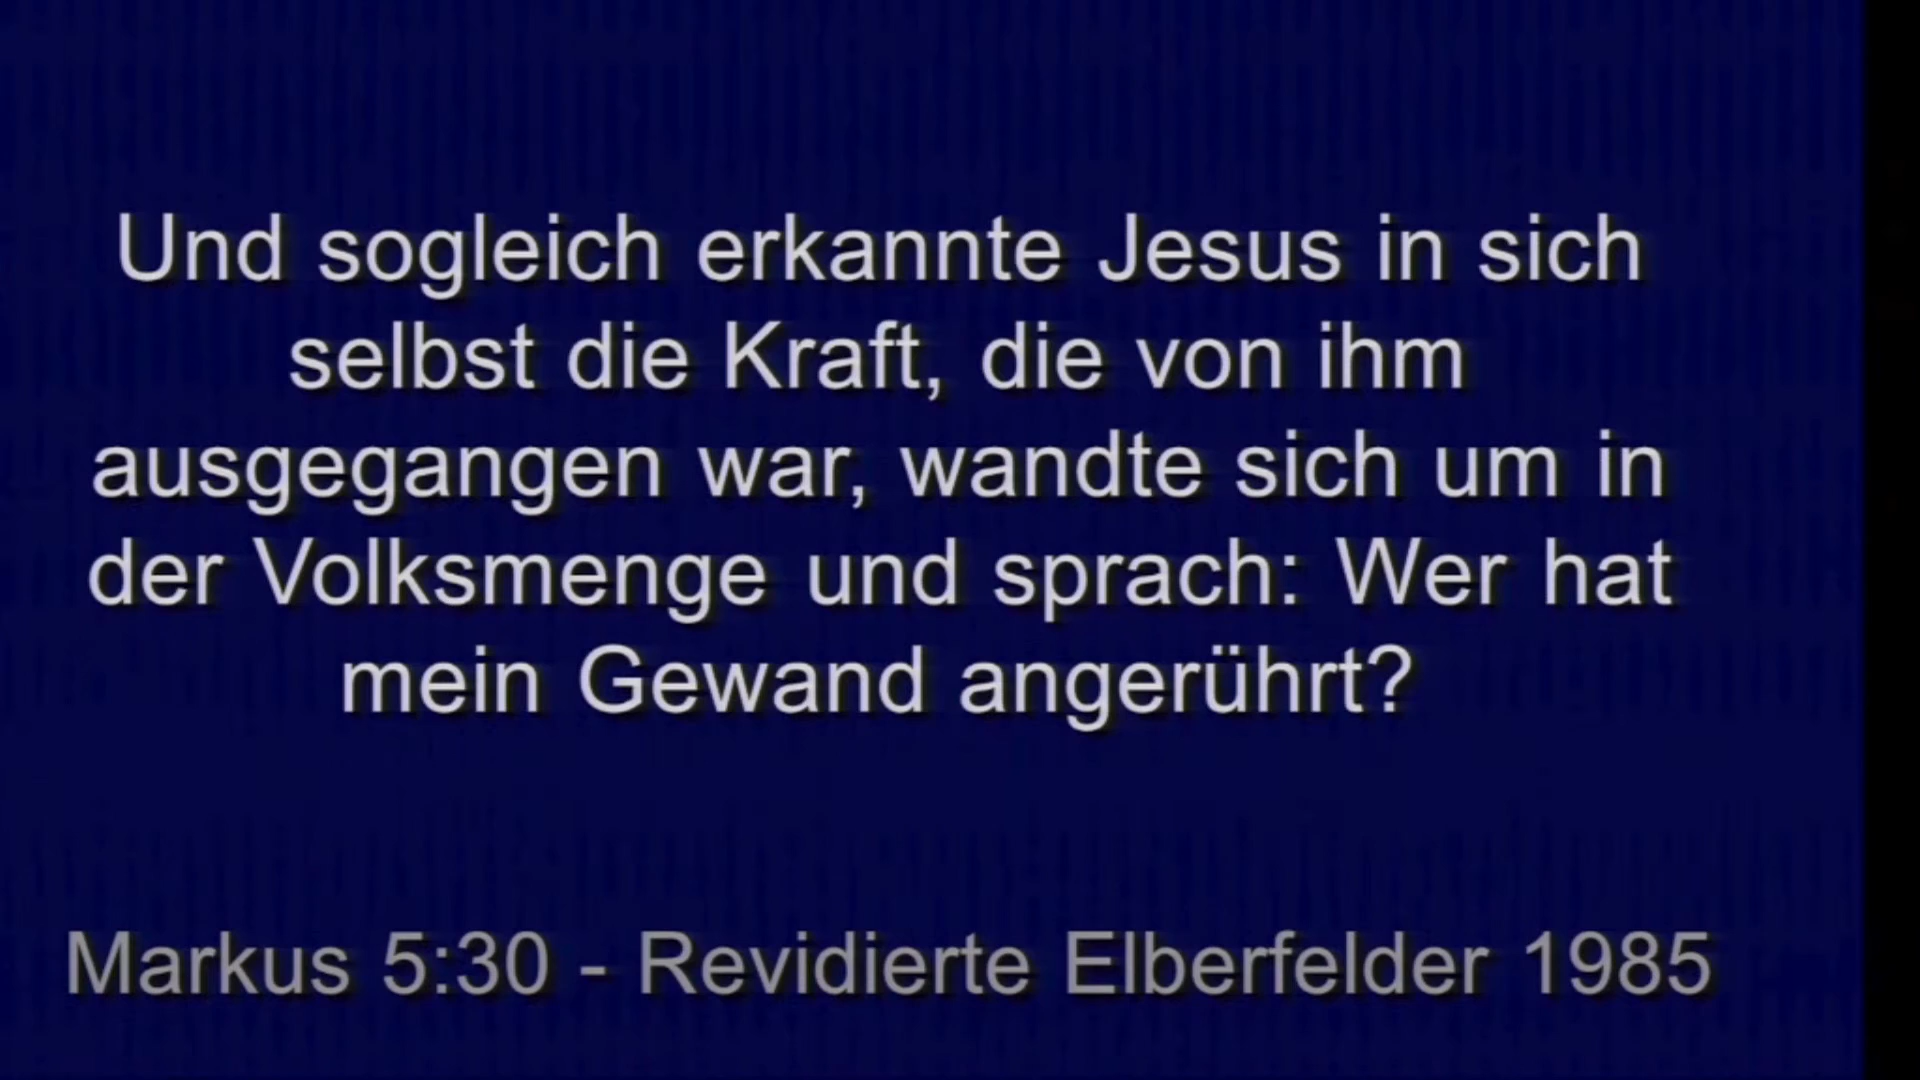 Und sogleich erkannte Jesus in sich
selbst die Kraft, die von ihm
ausgegangen war, wandte sich um in
der Volksmenge und sprach: Wer hat
mein Gewand angerührt?
Markus 5:30 - Revidierte Elberfelder 1985